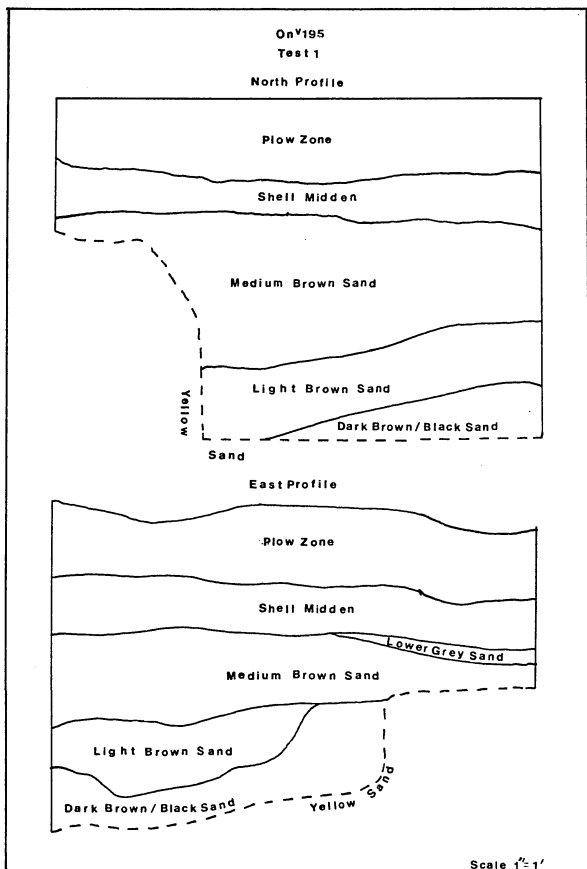 Onv195
Test 1
North Profile
Plow Zone
Shell Midden
Medium Brown Sand
Light Brown Sand
Dark Brown/Black Sand
Yellow
Sand
East Profile
Plow Zone
Shell Midden
Lower Grey Sand
Medium Brown Sand
Light Brown Sand
Dark Brown/Black Sand
Yellow Sand
Scale 1"=1'